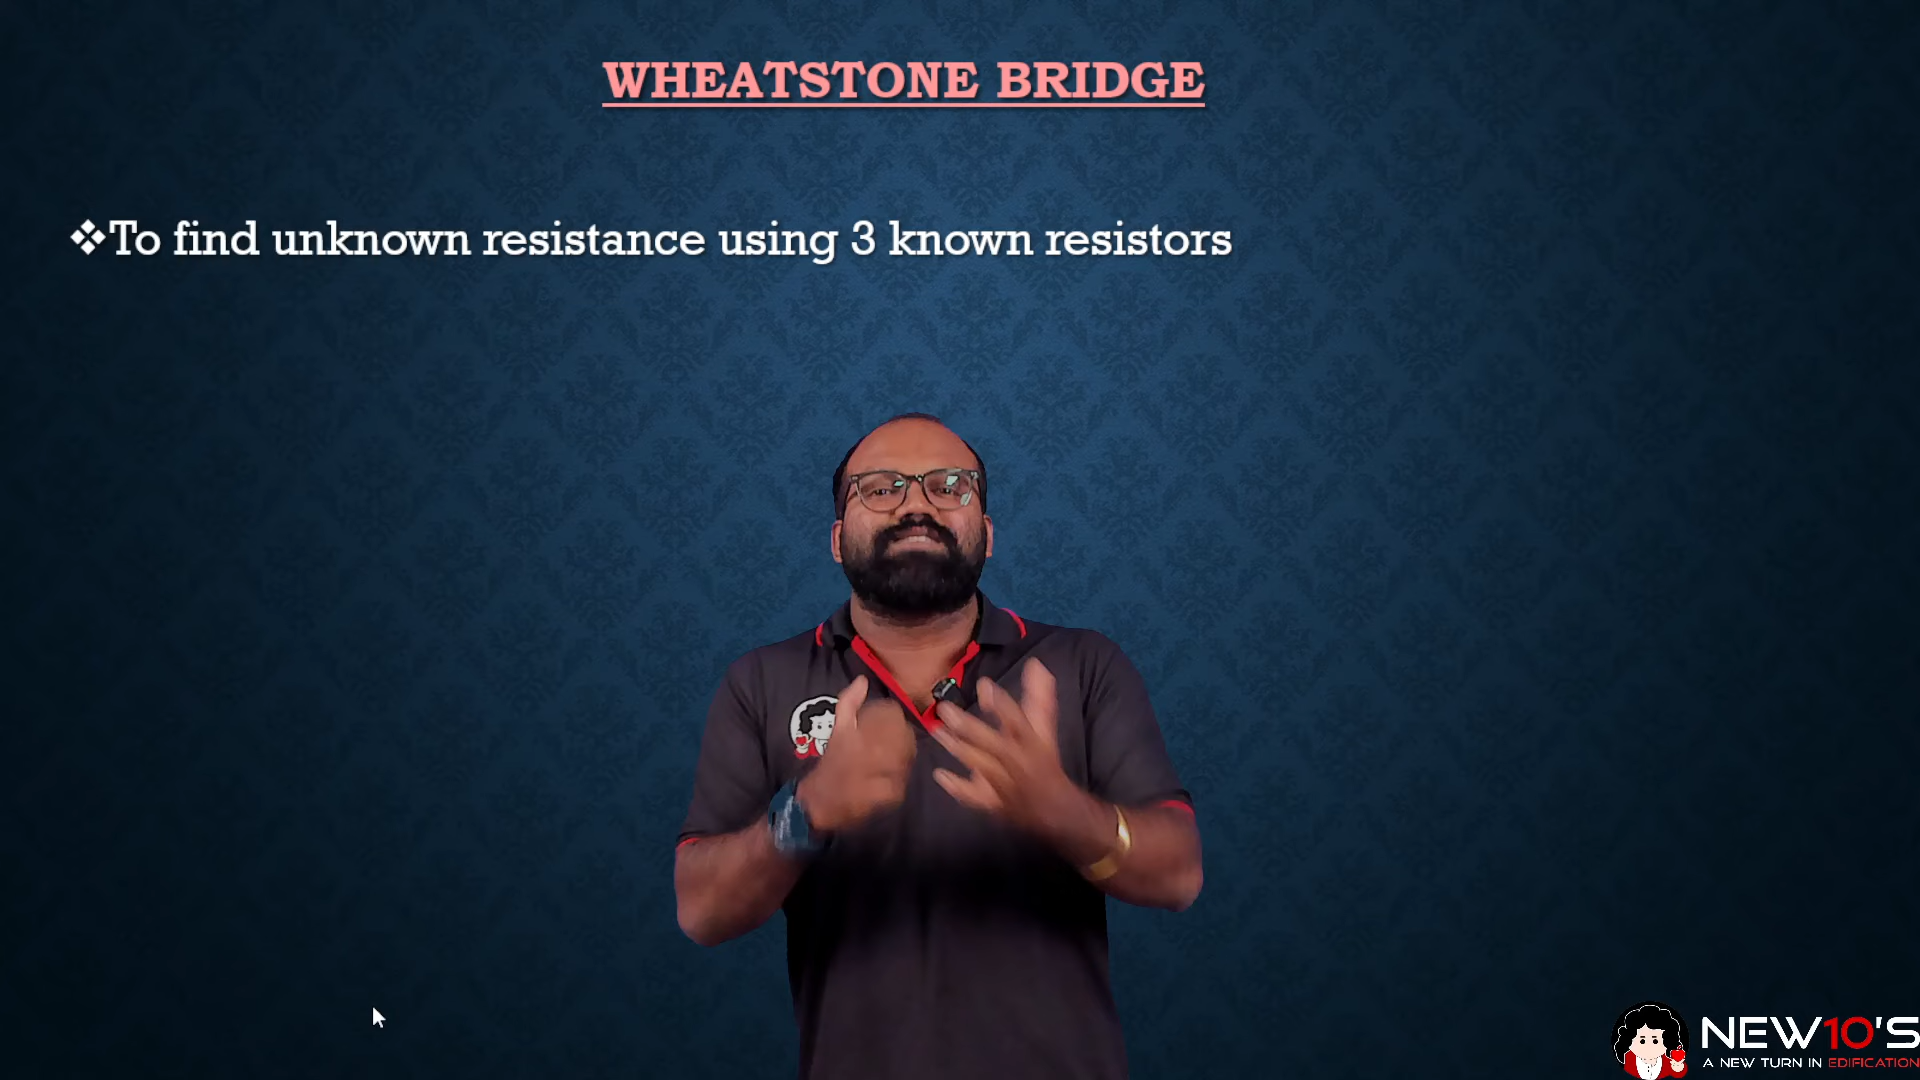 WHEATSTONE BRIDGE
❖To find unknown resistance using 3 known resistors
NEW10'S
A NEW TURN IN EDIFICATION